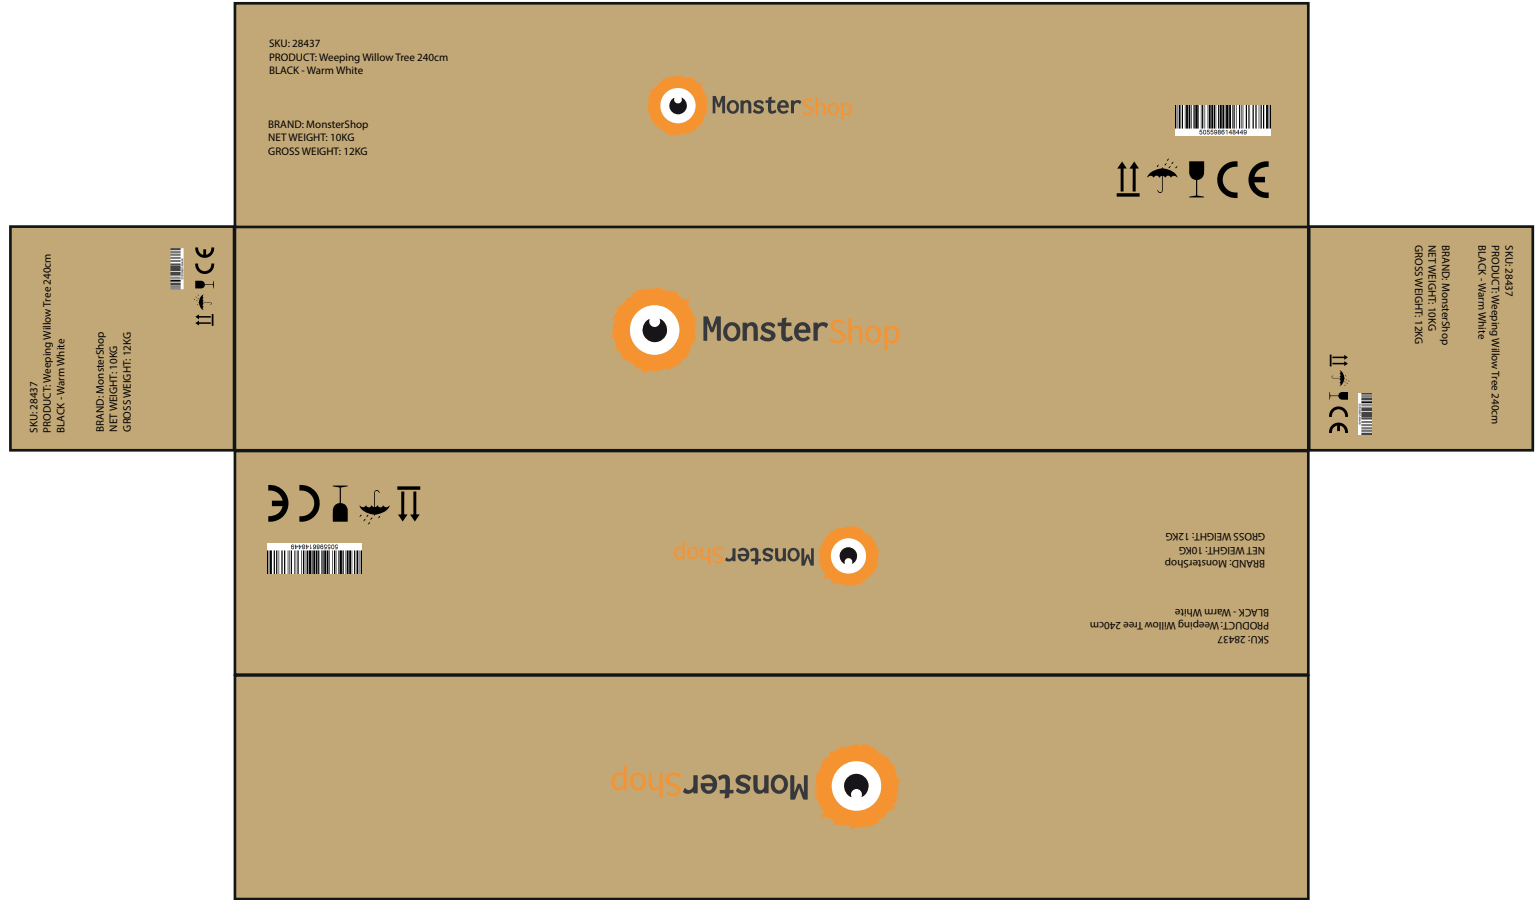 SKU: 28437
PRODUCT: Weeping Willow Tree 240cm
BLACK - Warm White
BRAND: MonsterShop
NET WEIGHT: 10KG
GROSS WEIGHT: 12KG
MonsterShop
5055986148449
CE
SKU: 28437
PRODUCT: Weeping Willow Tree 240cm
BLACK - Warm White
BRAND: MonsterShop
NET WEIGHT: 10KG
GROSS WEIGHT: 12KG
CE
MonsterShop
SKU: 28437
PRODUCT: Weeping Willow Tree 240cm
BLACK - Warm White
BRAND: MonsterShop
NET WEIGHT: 10KG
GROSS WEIGHT: 12KG
CE
SKU: 28437
PRODUCT: Weeping Willow Tree 240cm
BLACK - Warm White
BRAND: MonsterShop
NET WEIGHT: 10KG
GROSS WEIGHT: 12KG
MonsterShop
5055986148449
CE
MonsterShop